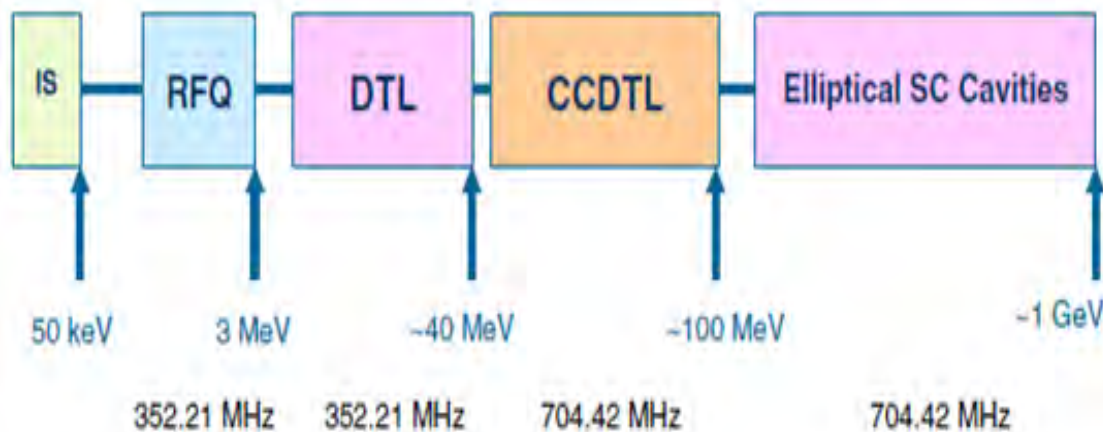 IS RFQ DTL CCDTL Elliptical SC Cavities
50 keV 3 MeV ~40 MeV ~100 MeV ~1 GeV
352.21 MHz 352.21 MHz 704.42 MHz 704.42 MHz